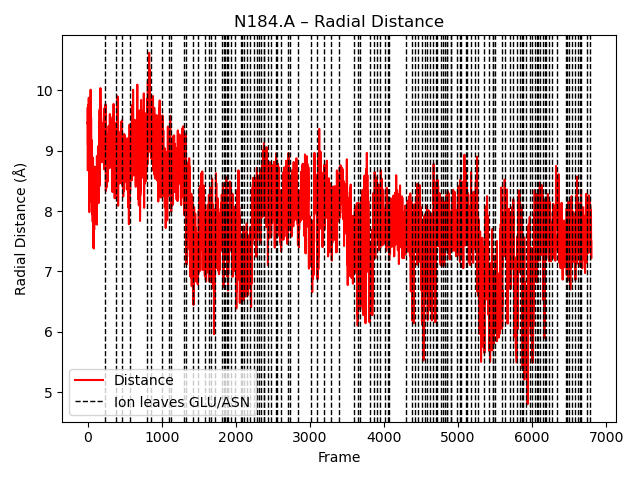 N184.A – Radial Distance
Radial Distance (Å)
10
9
8
7
6
5
Distance
Ion leaves GLU/ASN
0 1000 2000 3000 4000 5000 6000 7000
Frame